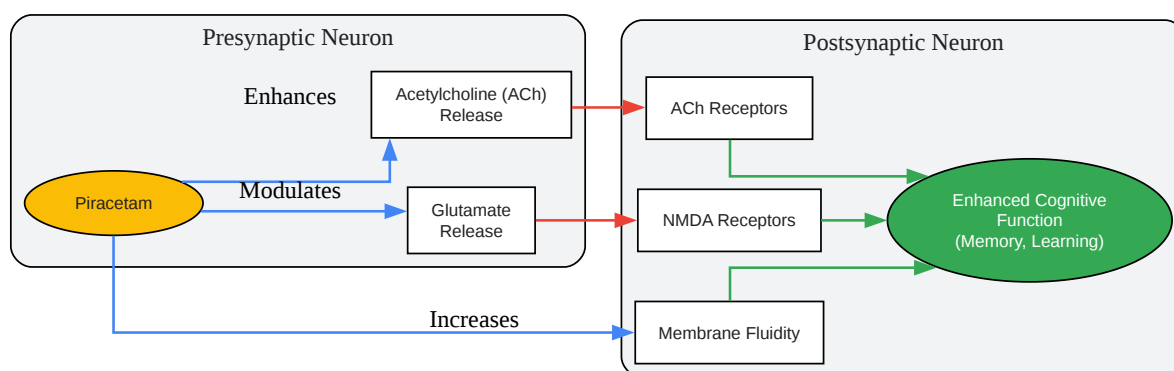 Presynaptic Neuron
Postsynaptic Neuron
Enhances
Acetylcholine (ACh)
Release
ACh Receptors
Piracetam
Modulates
Glutamate
Release
NMDA Receptors
Enhanced Cognitive
Function
(Memory, Learning)
Increases
Membrane Fluidity